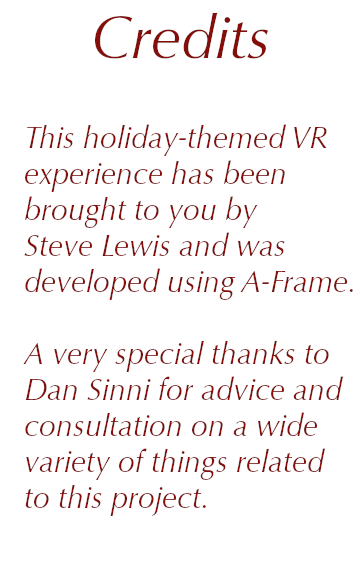 Credits
This holiday-themed VR
experience has been
brought to you by
Steve Lewis and was
developed using A-Frame.
A very special thanks to
Dan Sinni for advice and
consultation on a wide
variety of things related
to this project.